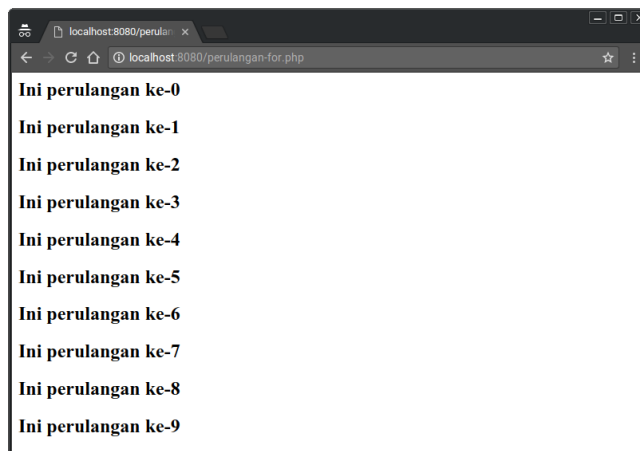 localhost:8080/perulan
localhost:8080/perulangan-for.php
Ini perulangan ke-0
Ini perulangan ke-1
Ini perulangan ke-2
Ini perulangan ke-3
Ini perulangan ke-4
Ini perulangan ke-5
Ini perulangan ke-6
Ini perulangan ke-7
Ini perulangan ke-8
Ini perulangan ke-9